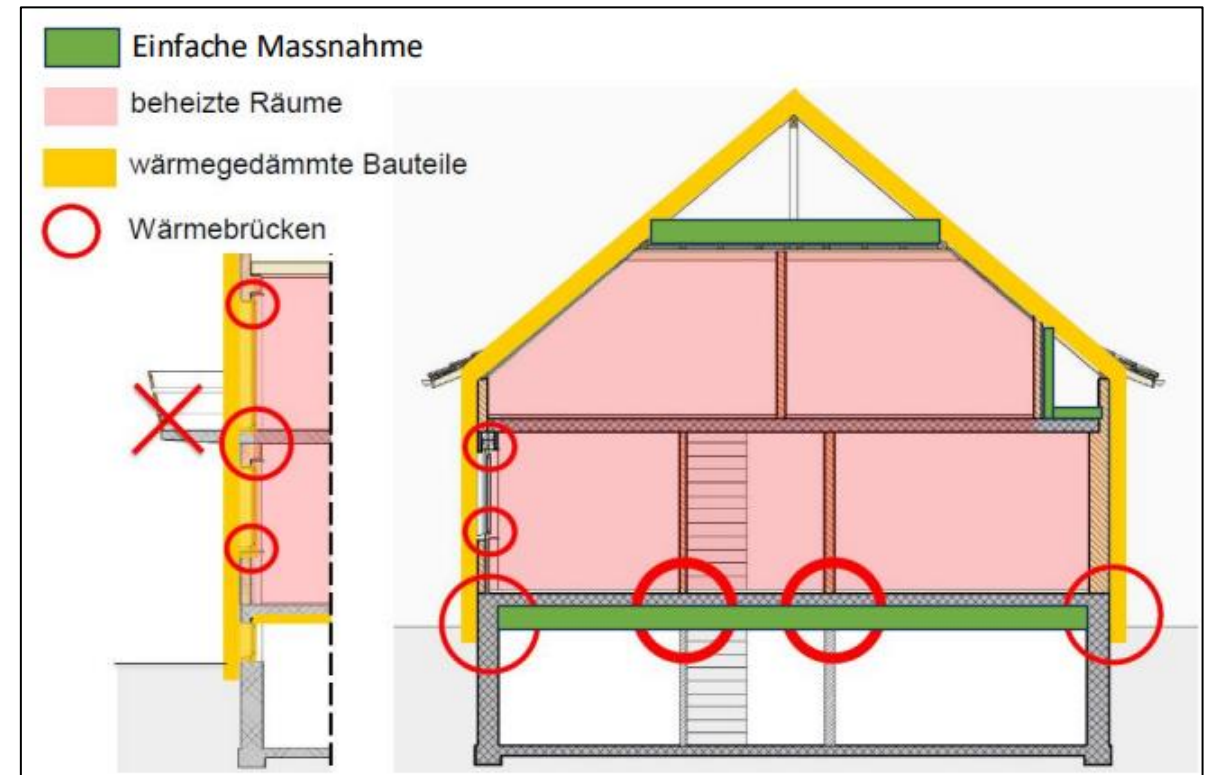 Einfache Massnahme
beheizte Räume
wärmegedämmte Bauteile
Wärmebrücken